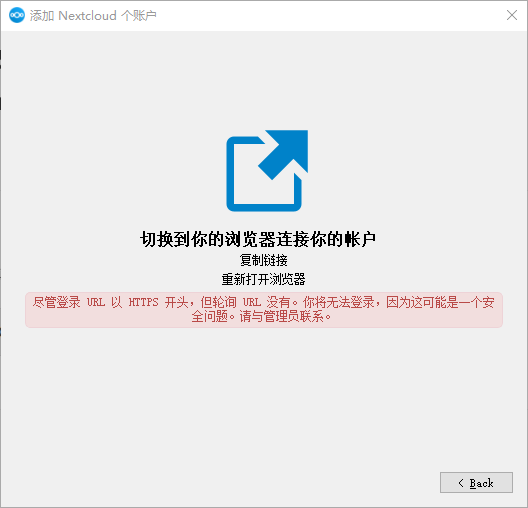 添加 Nextcloud 个账户
切换到你的浏览器连接你的帐户
复制链接
重新打开浏览器
尽管登录 URL 以 HTTPS 开头，但轮询 URL 没有。你将无法登录，因为这可能是一个安
全问题。请与管理员联系。
< Back